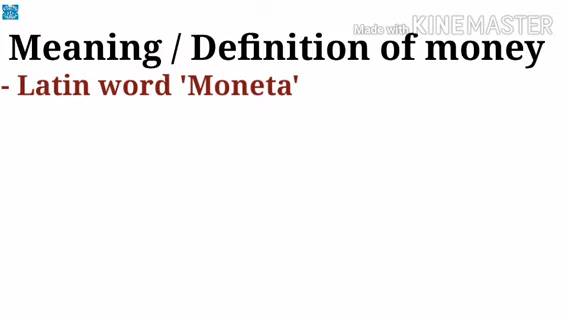 Made with KINEMASTER
Meaning / Definition of money
- Latin word 'Moneta'